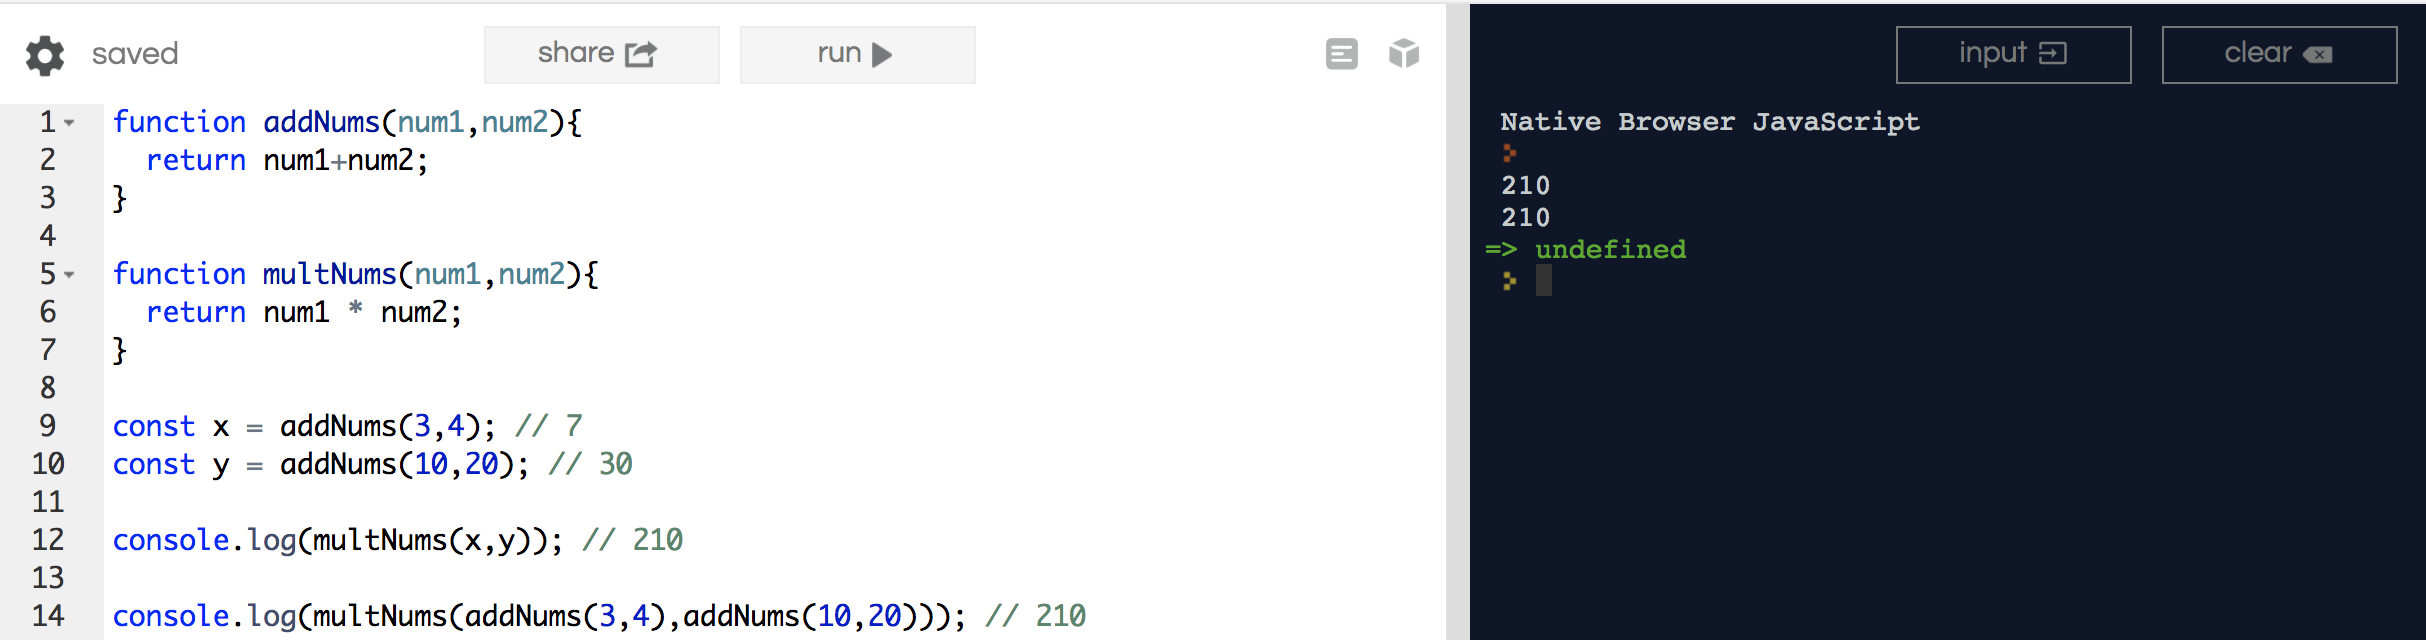 saved share run
1 function addNums(num1,num2){
2   return num1+num2;
3 }
4
5 function multNums(num1,num2){
6   return num1 * num2;
7 }
8
9 const x = addNums(3,4); // 7
10 const y = addNums(10,20); // 30
11
12 console.log(multNums(x,y)); // 210
13
14 console.log(multNums(addNums(3,4),addNums(10,20))); // 210
input clear
Native Browser JavaScript
210
210
=> undefined